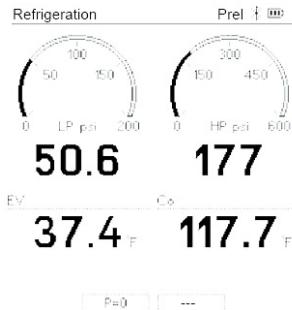 Refrigeration Prel
100 300
50 150 150 450
0 LP psi 200 0 HP psi 600
50.6 177
EV Co
37.4 °F 117.7 °F
P=0 ---